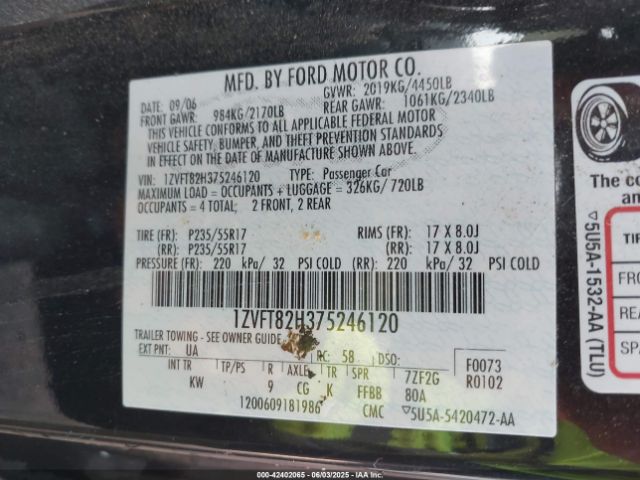 MFD. BY FORD MOTOR CO.
DATE: 09/06 GVWR: 2019KG/4450LB
FRONT GAWR: 984KG/2170LB REAR GAWR: 1061KG/2340LB
THIS VEHICLE CONFORMS TO ALL APPLICABLE FEDERAL MOTOR
VEHICLE SAFETY, BUMPER, AND THEFT PREVENTION STANDARDS
IN EFFECT ON THE DATE OF MANUFACTURE SHOWN ABOVE.
VIN: 1ZVFT82H375246120 TYPE: Passenger Car
MAXIMUM LOAD = OCCUPANTS + LUGGAGE = 326KG/ 720LB
OCCUPANTS = 4 TOTAL; 2 FRONT, 2 REAR
TIRE (FR): P235/55R17 RIMS (FR): 17 X 8.0J
(RR): P235/55R17 (RR): 17 X 8.0J
PRESSURE (FR): 220 kPa/ 32 PSI COLD (RR): 220 kPa/ 32 PSI COLD
1ZVFT82H375246120
TRAILER TOWING - SEE OWNER GUIDE
EXT PNT: UA RC: 58 DSO: F0073
INT TR TP/PS R AXLE TR SPR 7ZF2G R0102
KW 9 CG K FFBB 80A
1200609181986 CMC ▽5U5A-5420472-AA
The co
▽5U5A-1532-AA (TLU)
TI
FRO
REA
SPA
000-42402065 - 06/03/2025 - IAAI.COM